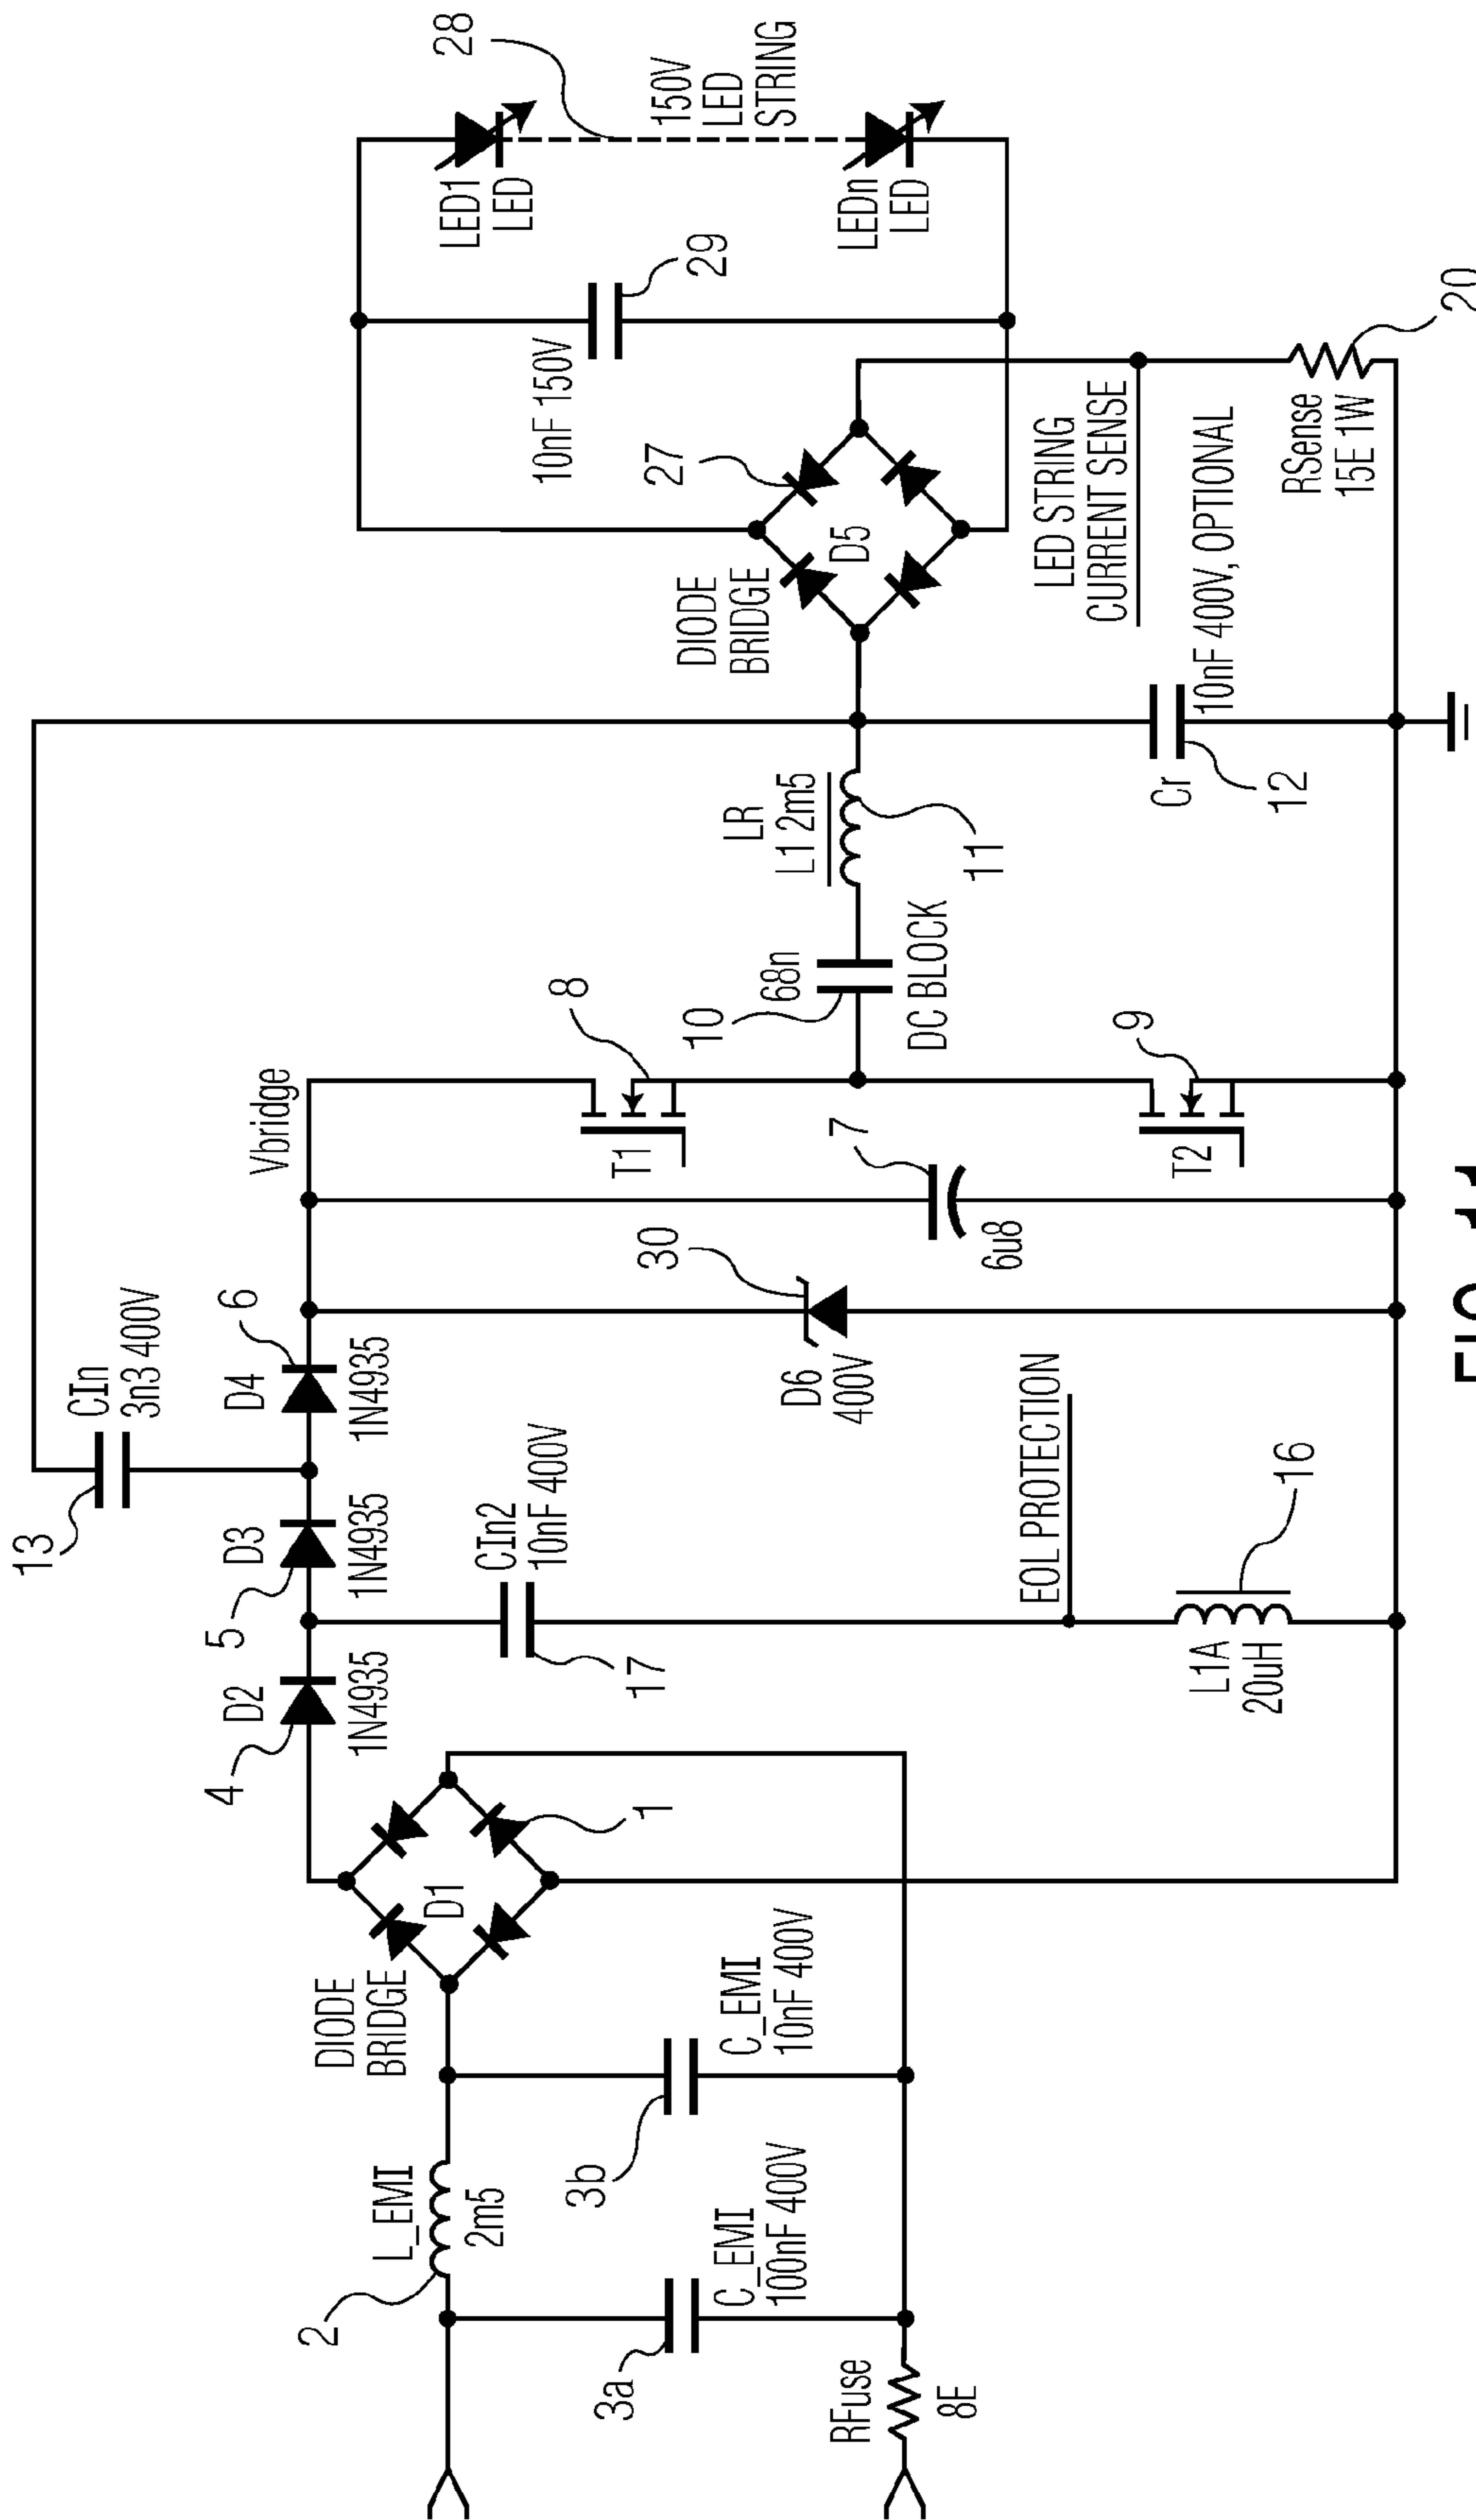 13
CIn
3n3 400V
4
D2
1N4935
5
D3
1N4935
D4
6
1N4935
Vbridge
DIODE
BRIDGE
D1
1
2
L_EMI
2m5
3a
C_EMI
100nF 400V
3b
C_EMI
10nF 400V
RFuse
8E
CIn2
10nF 400V
17
EOL PROTECTION
L1A
20uH
16
D6
400V
30
7
6u8
T1
8
T2
9
10
68n
DC BLOCK
LR
L1 2m5
11
Cr
10nF 400V, OPTIONAL
12
DIODE
BRIDGE
D5
27
10nF 150V
29
LED1
LED
LEDn
LED
150V
LED
STRING
28
LED STRING
CURRENT SENSE
RSense
15E 1W
20